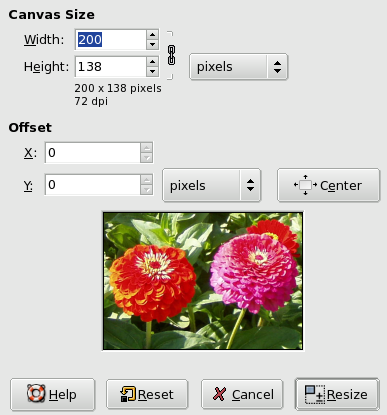 Canvas Size
Width: 200
Height: 138 pixels
200 x 138 pixels
72 dpi
Offset
X: 0
Y: 0 pixels Center
Help Reset Cancel Resize